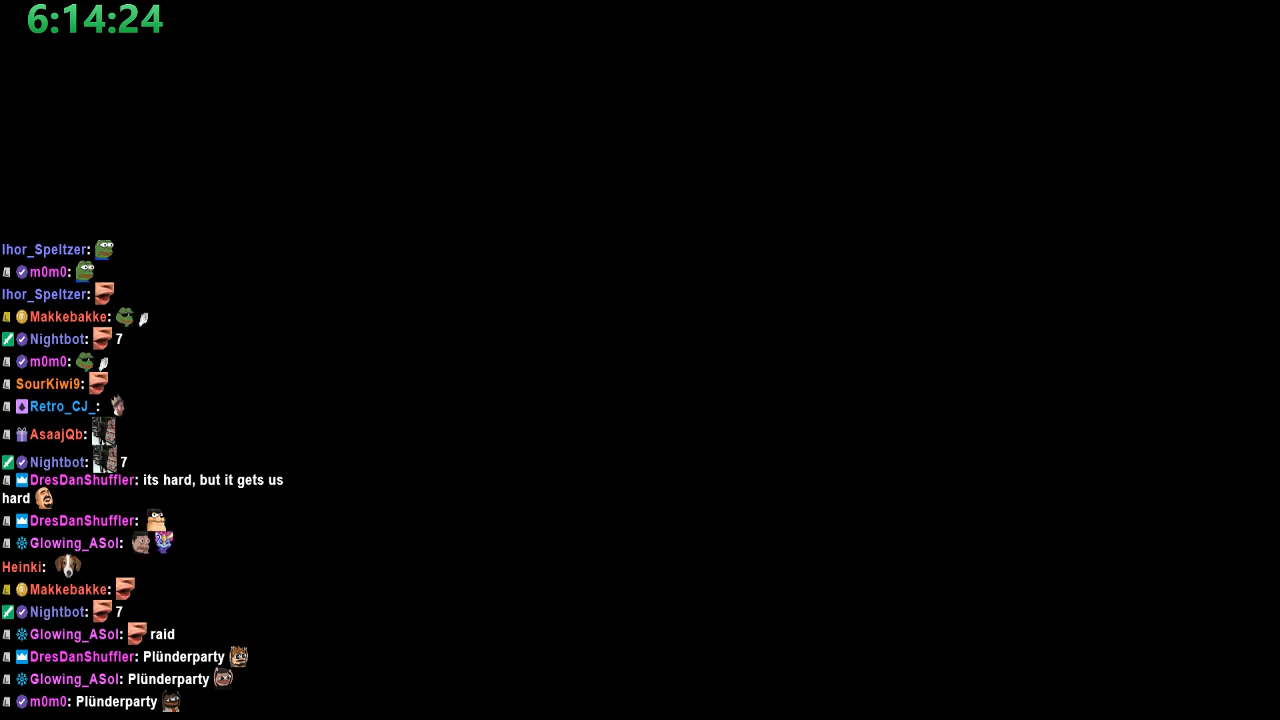 6:14:24
Ihor_Speltzer:
m0m0:
Ihor_Speltzer:
Makkebakke:
Nightbot: 7
m0m0:
SourKiwi9:
Retro_CJ_:
AsaajQb:
Nightbot: 7
DresDanShuffler: its hard, but it gets us
hard
DresDanShuffler:
Glowing_ASol:
Heinki:
Makkebakke:
Nightbot: 7
Glowing_ASol: raid
DresDanShuffler: Plünderparty
Glowing_ASol: Plünderparty
m0m0: Plünderparty